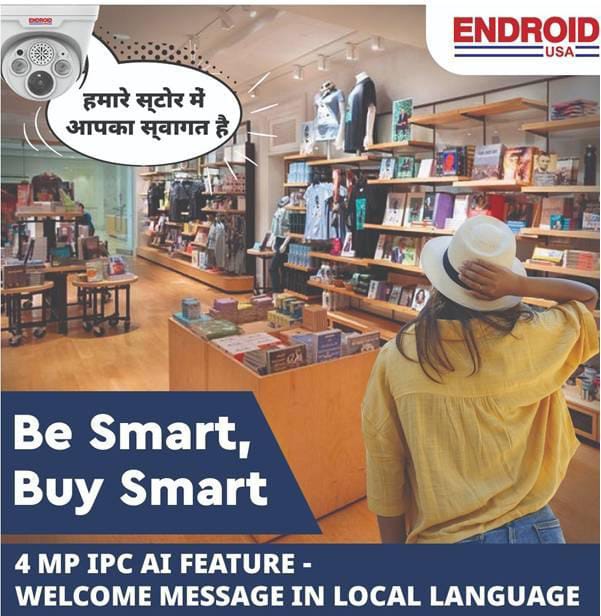 ENDROID
ENDROID
USA
हमारे स्टोर में
आपका स्वागत है
Be Smart,
Buy Smart
4 MP IPC AI FEATURE -
WELCOME MESSAGE IN LOCAL LANGUAGE